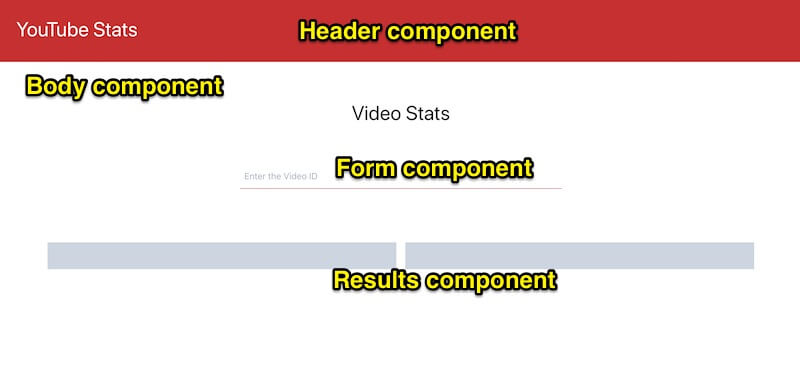 YouTube Stats
Header component
Body component
Video Stats
Enter the Video ID
Form component
Results component